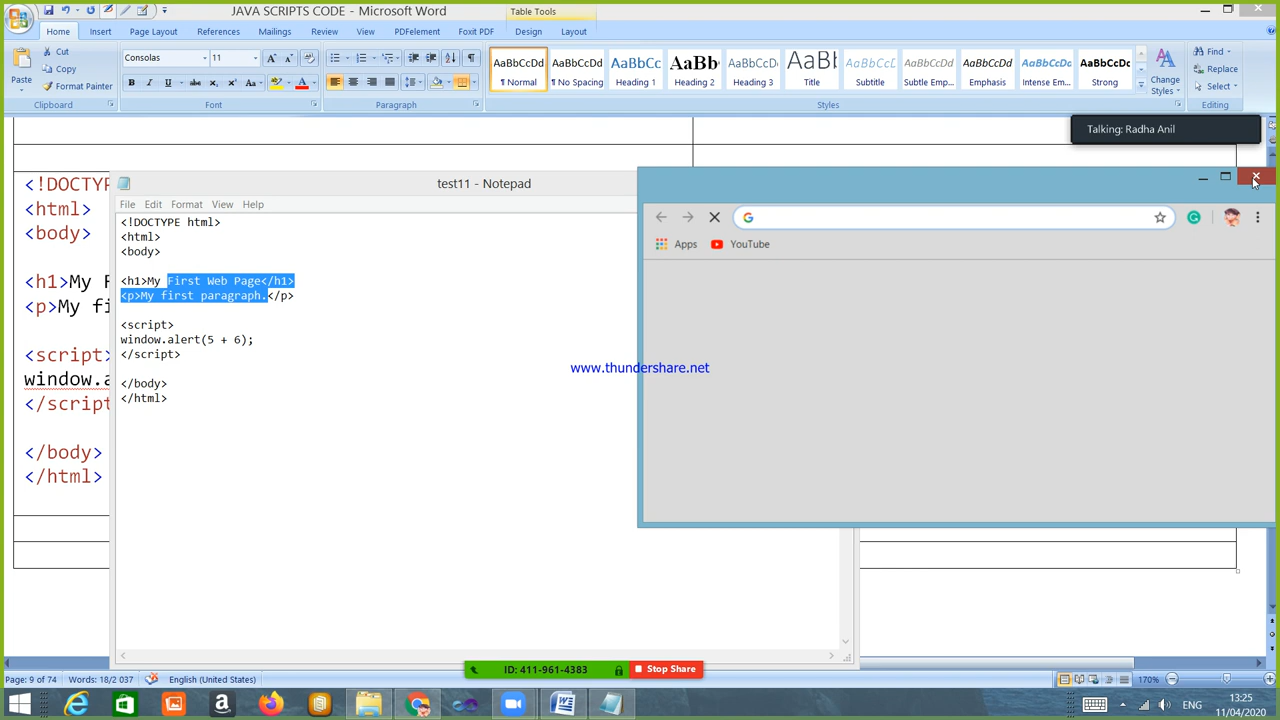 JAVA SCRIPTS CODE - Microsoft Word
Table Tools
Home
Insert
Page Layout
References
Mailings
Review
View
PDFelement
Foxit PDF
Design
Layout
Paste
Cut
Copy
Format Painter
Clipboard
Consolas
11
Font
Paragraph
AaBbCcDd
¶ Normal
AaBbCcDd
¶ No Spacing
AaBbCc
Heading 1
AaBb
Heading 2
AaBbCcDd
Heading 3
AaB
Title
AaBbCcL
Subtitle
AaBbCcDd
Subtle Emp...
AaBbCcDd
Emphasis
AaBbCcDd
Intense Em...
AaBbCcDc
Strong
Change
Styles
Styles
Find
Replace
Select
Editing
Talking: Radha Anil
<!DOCTYP
<html>
<body>
<h1>My F
<p>My fi
<script>
window.a
</script
</body>
</html>
test11 - Notepad
File Edit Format View Help
<!DOCTYPE html>
<html>
<body>
<h1>My First Web Page</h1>
<p>My first paragraph.</p>
<script>
window.alert(5 + 6);
</script>
</body>
</html>
Apps
YouTube
www.thundershare.net
ID: 411-961-4383
Stop Share
Page: 9 of 74
Words: 18/2 037
English (United States)
170%
ENG
13:25
11/04/2020